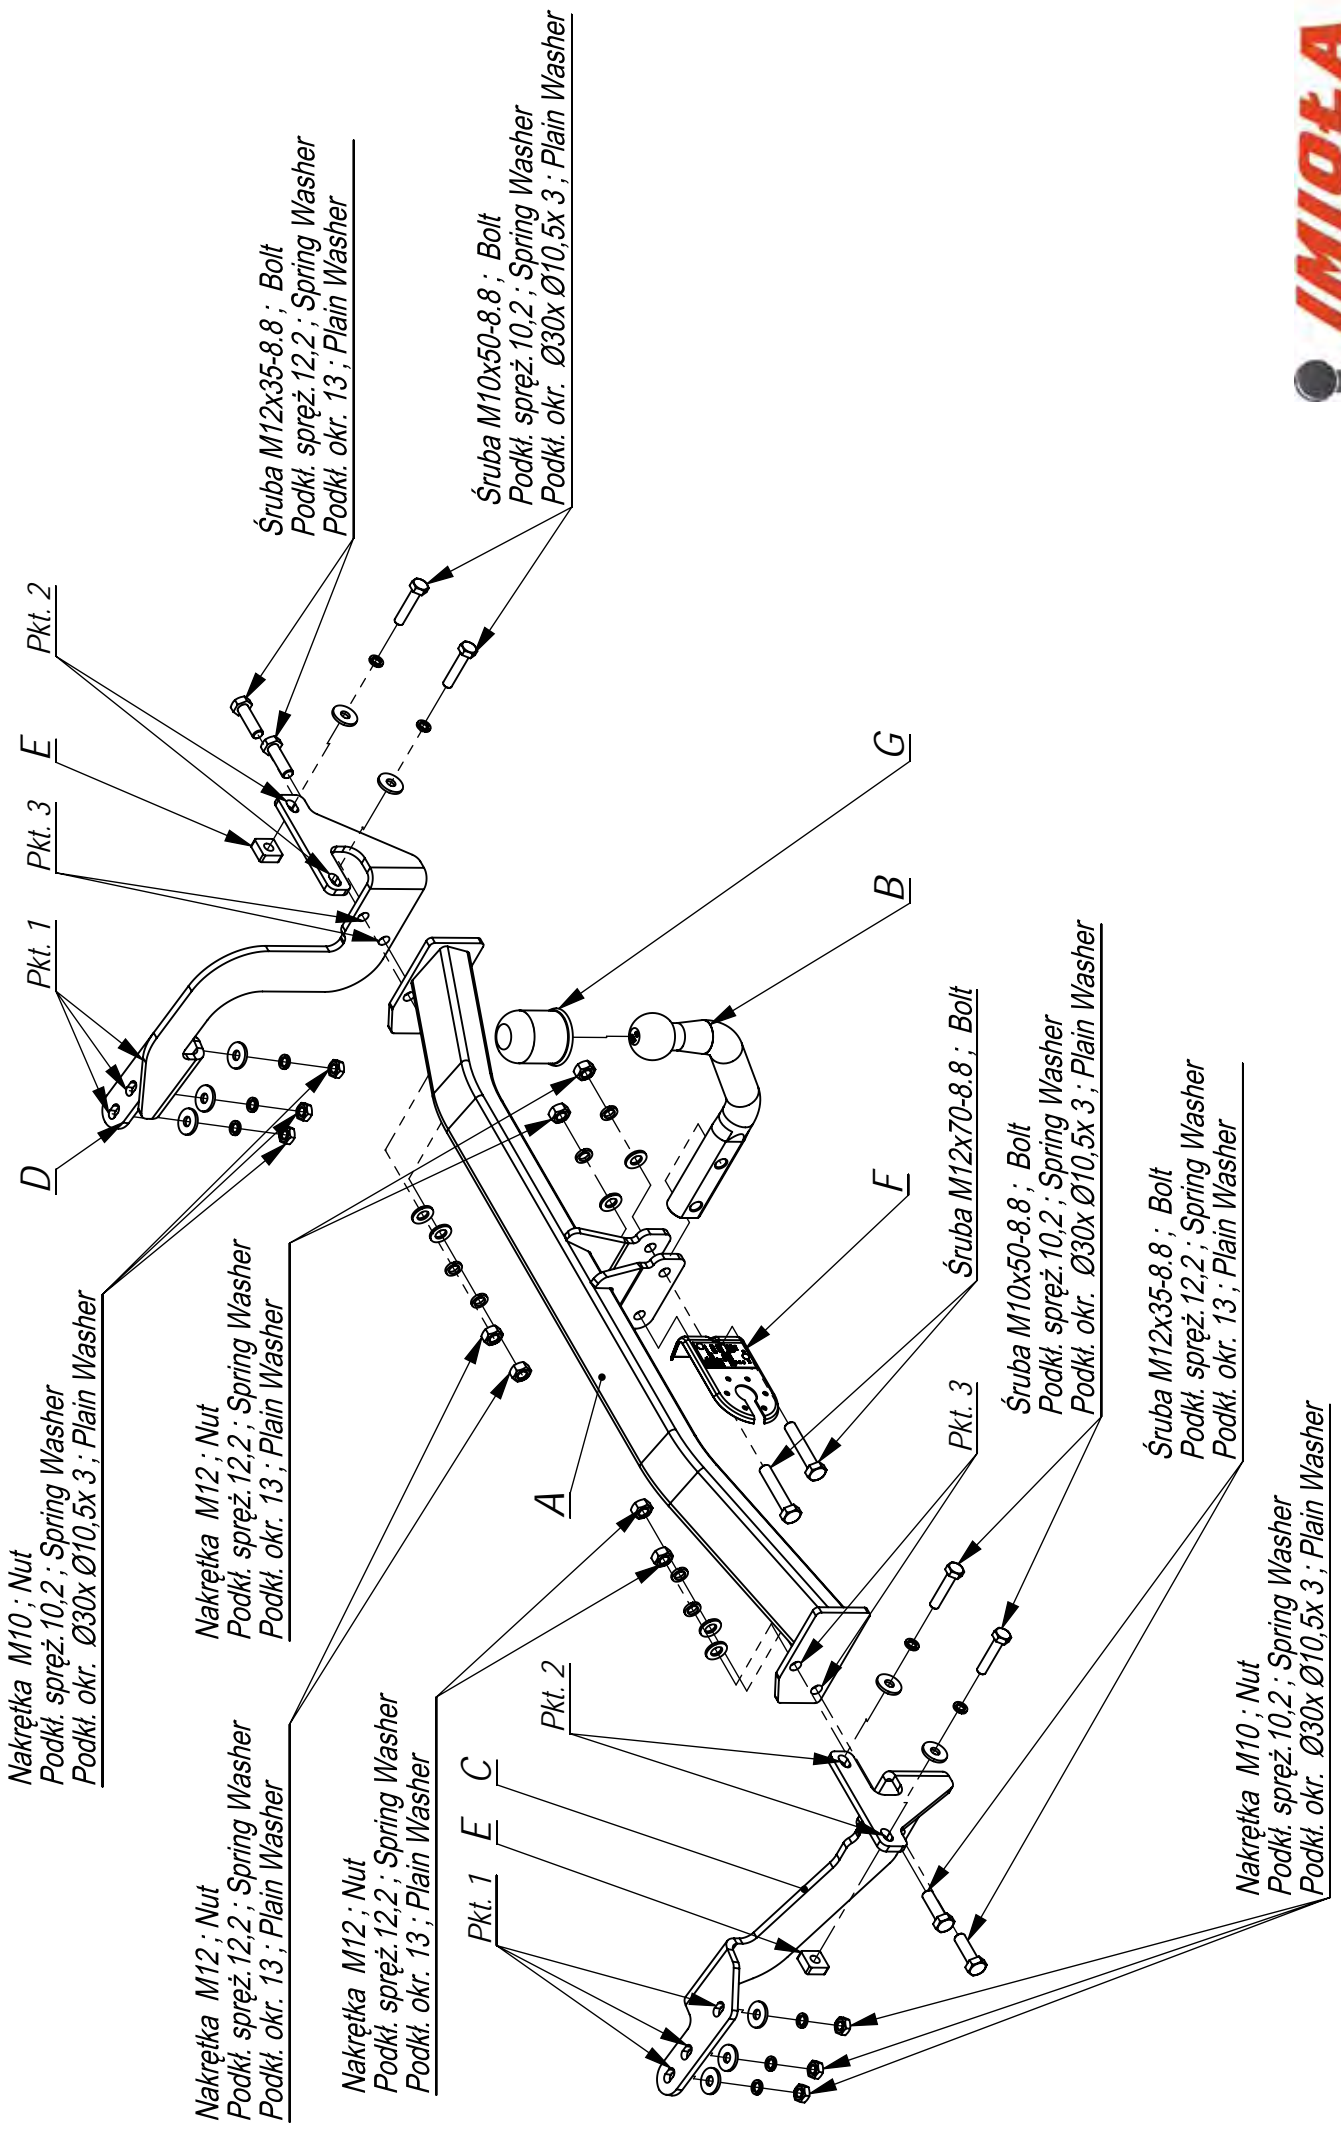 Nakrętka M10 ; Nut
Podkł. spręż.10,2 ; Spring Washer
Podkł. okr. Ø30x Ø10,5x 3 ; Plain Washer
Nakrętka M12 ; Nut
Podkł. spręż.12,2 ; Spring Washer
Podkł. okr. 13 ; Plain Washer
Nakrętka M12 ; Nut
Podkł. spręż.12,2 ; Spring Washer
Podkł. okr. 13 ; Plain Washer
Nakrętka M12 ; Nut
Podkł. spręż.12,2 ; Spring Washer
Podkł. okr. 13 ; Plain Washer
D
Pkt. 1
Pkt. 3
E
Pkt. 2
Śruba M12x35-8.8 ; Bolt
Podkł. spręż.12,2 ; Spring Washer
Podkł. okr. 13 ; Plain Washer
Śruba M10x50-8.8 ; Bolt
Podkł. spręż.10,2 ; Spring Washer
Podkł. okr. Ø30x Ø10,5x 3 ; Plain Washer
Pkt. 1
E
C
Pkt. 2
A
F
B
G
Śruba M12x70-8.8 ; Bolt
Pkt. 3
Śruba M10x50-8.8 ; Bolt
Podkł. spręż.10,2 ; Spring Washer
Podkł. okr. Ø30x Ø10,5x 3 ; Plain Washer
Śruba M12x35-8.8 ; Bolt
Podkł. spręż.12,2 ; Spring Washer
Podkł. okr. 13 ; Plain Washer
Nakrętka M10 ; Nut
Podkł. spręż.10,2 ; Spring Washer
Podkł. okr. Ø30x Ø10,5x 3 ; Plain Washer
IMIOŁA